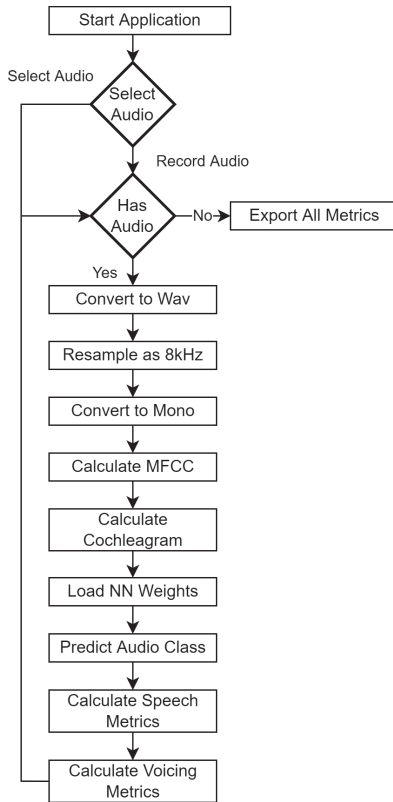 Start Application
Select Audio
Select
Audio
Record Audio
Has
Audio
No
Export All Metrics
Yes
Convert to Wav
Resample as 8kHz
Convert to Mono
Calculate MFCC
Calculate
Cochleagram
Load NN Weights
Predict Audio Class
Calculate Speech
Metrics
Calculate Voicing
Metrics